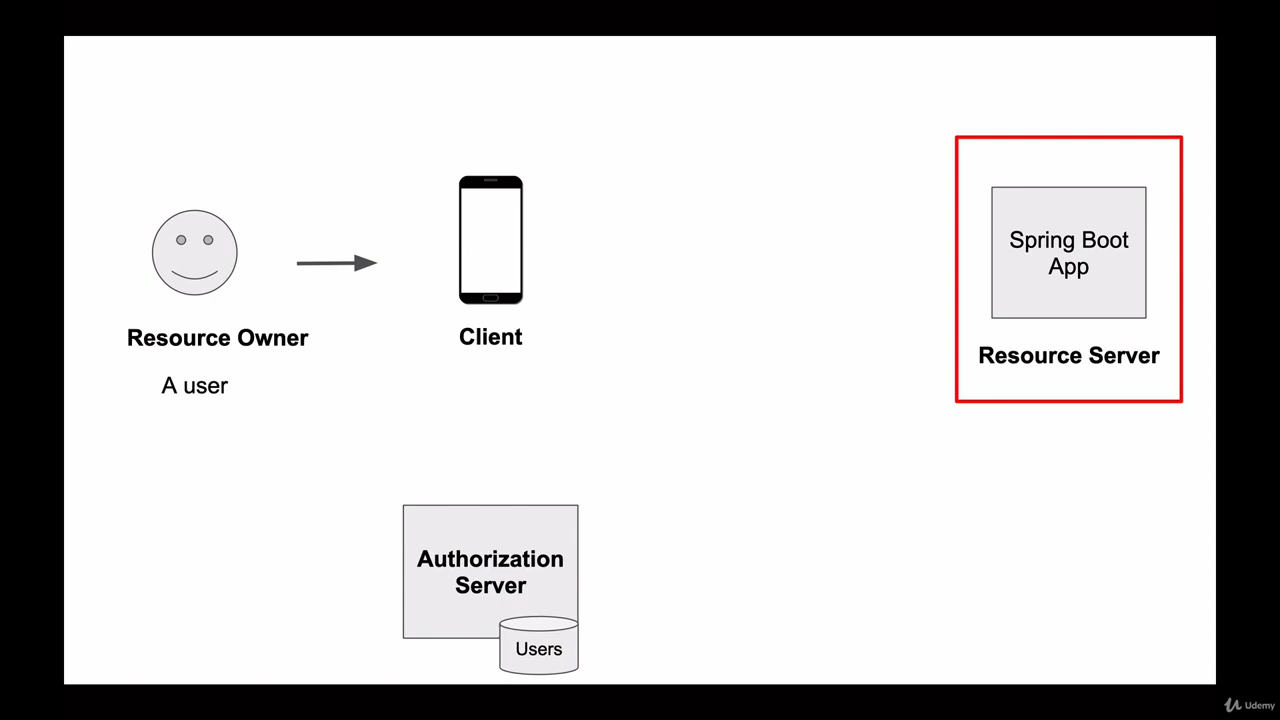 Resource Owner
A user
Client
Spring Boot
App
Resource Server
Authorization
Server
Users
Udemy